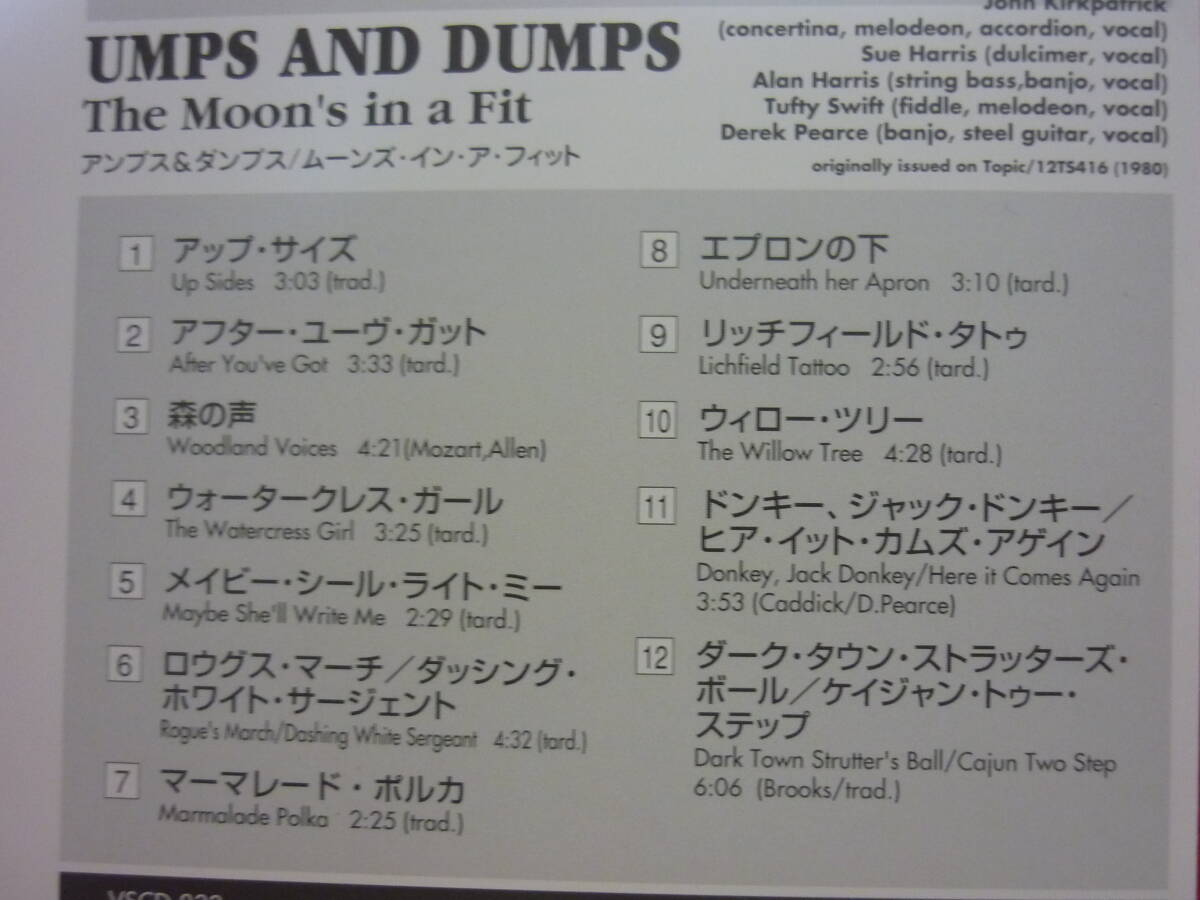 UMPS AND DUMPS
The Moon's in a Fit
アンプス&ダンプス/ムーンズ・イン・ア・フィット
John Kirkpatrick
(concertina, melodeon, accordion, vocal)
Sue Harris (dulcimer, vocal)
Alan Harris (string bass,banjo, vocal)
Tufty Swift (fiddle, melodeon, vocal)
Derek Pearce (banjo, steel guitar, vocal)
originally issued on Topic/12TS416 (1980)
1 アップ・サイズ
Up Sides 3:03 (trad.)
2 アフター・ユーヴ・ガット
After You've Got 3:33 (tard.)
3 森の声
Woodland Voices 4:21(Mozart,Allen)
4 ウォータークレス・ガール
The Watercress Girl 3:25 (tard.)
5 メイビー・シール・ライト・ミー
Maybe She'll Write Me 2:29 (tard.)
6 ロウグス・マーチ/ダッシング・
ホワイト・サージェント
Rogue's March/Dashing White Sergeant 4:32 (tard.)
7 マーマレード・ポルカ
Marmalade Polka 2:25 (trad.)
8 エプロンの下
Underneath her Apron 3:10 (tard.)
9 リッチフィールド・タトゥ
Lichfield Tattoo 2:56 (tard.)
10 ウィロー・ツリー
The Willow Tree 4:28 (tard.)
11 ドンキー、ジャック・ドンキー/
ヒア・イット・カムズ・アゲイン
Donkey, Jack Donkey/Here it Comes Again
3:53 (Caddick/D.Pearce)
12 ダーク・タウン・ストラッターズ・
ボール/ケイジャン・トゥー・
ステップ
Dark Town Strutter's Ball/Cajun Two Step
6:06 (Brooks/trad.)